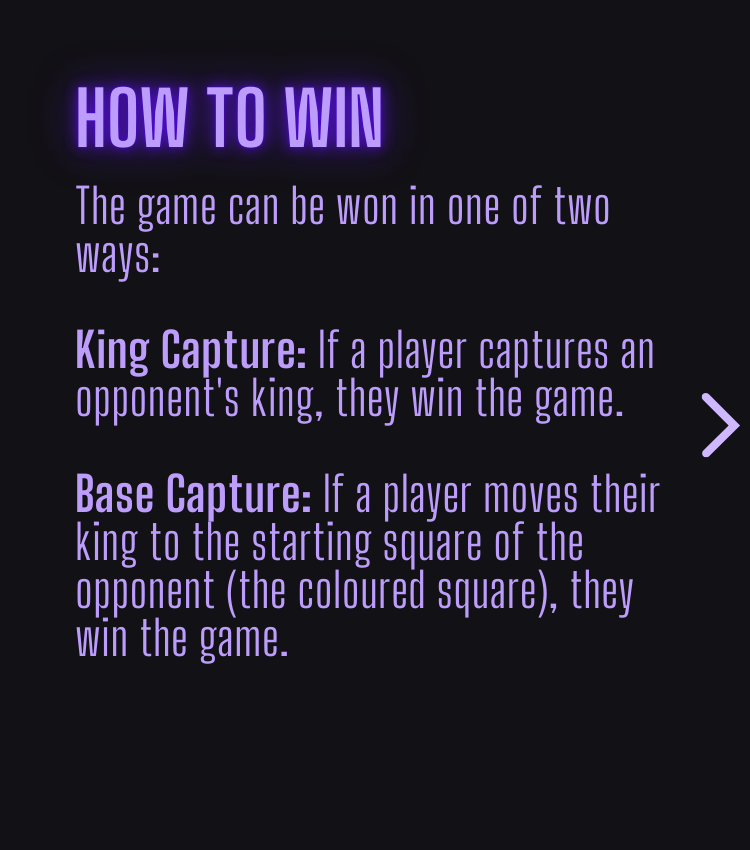 HOW TO WIN
The game can be won in one of two
ways:
King Capture: If a player captures an
opponent's king, they win the game.
Base Capture: If a player moves their
king to the starting square of the
opponent (the coloured square), they
win the game.